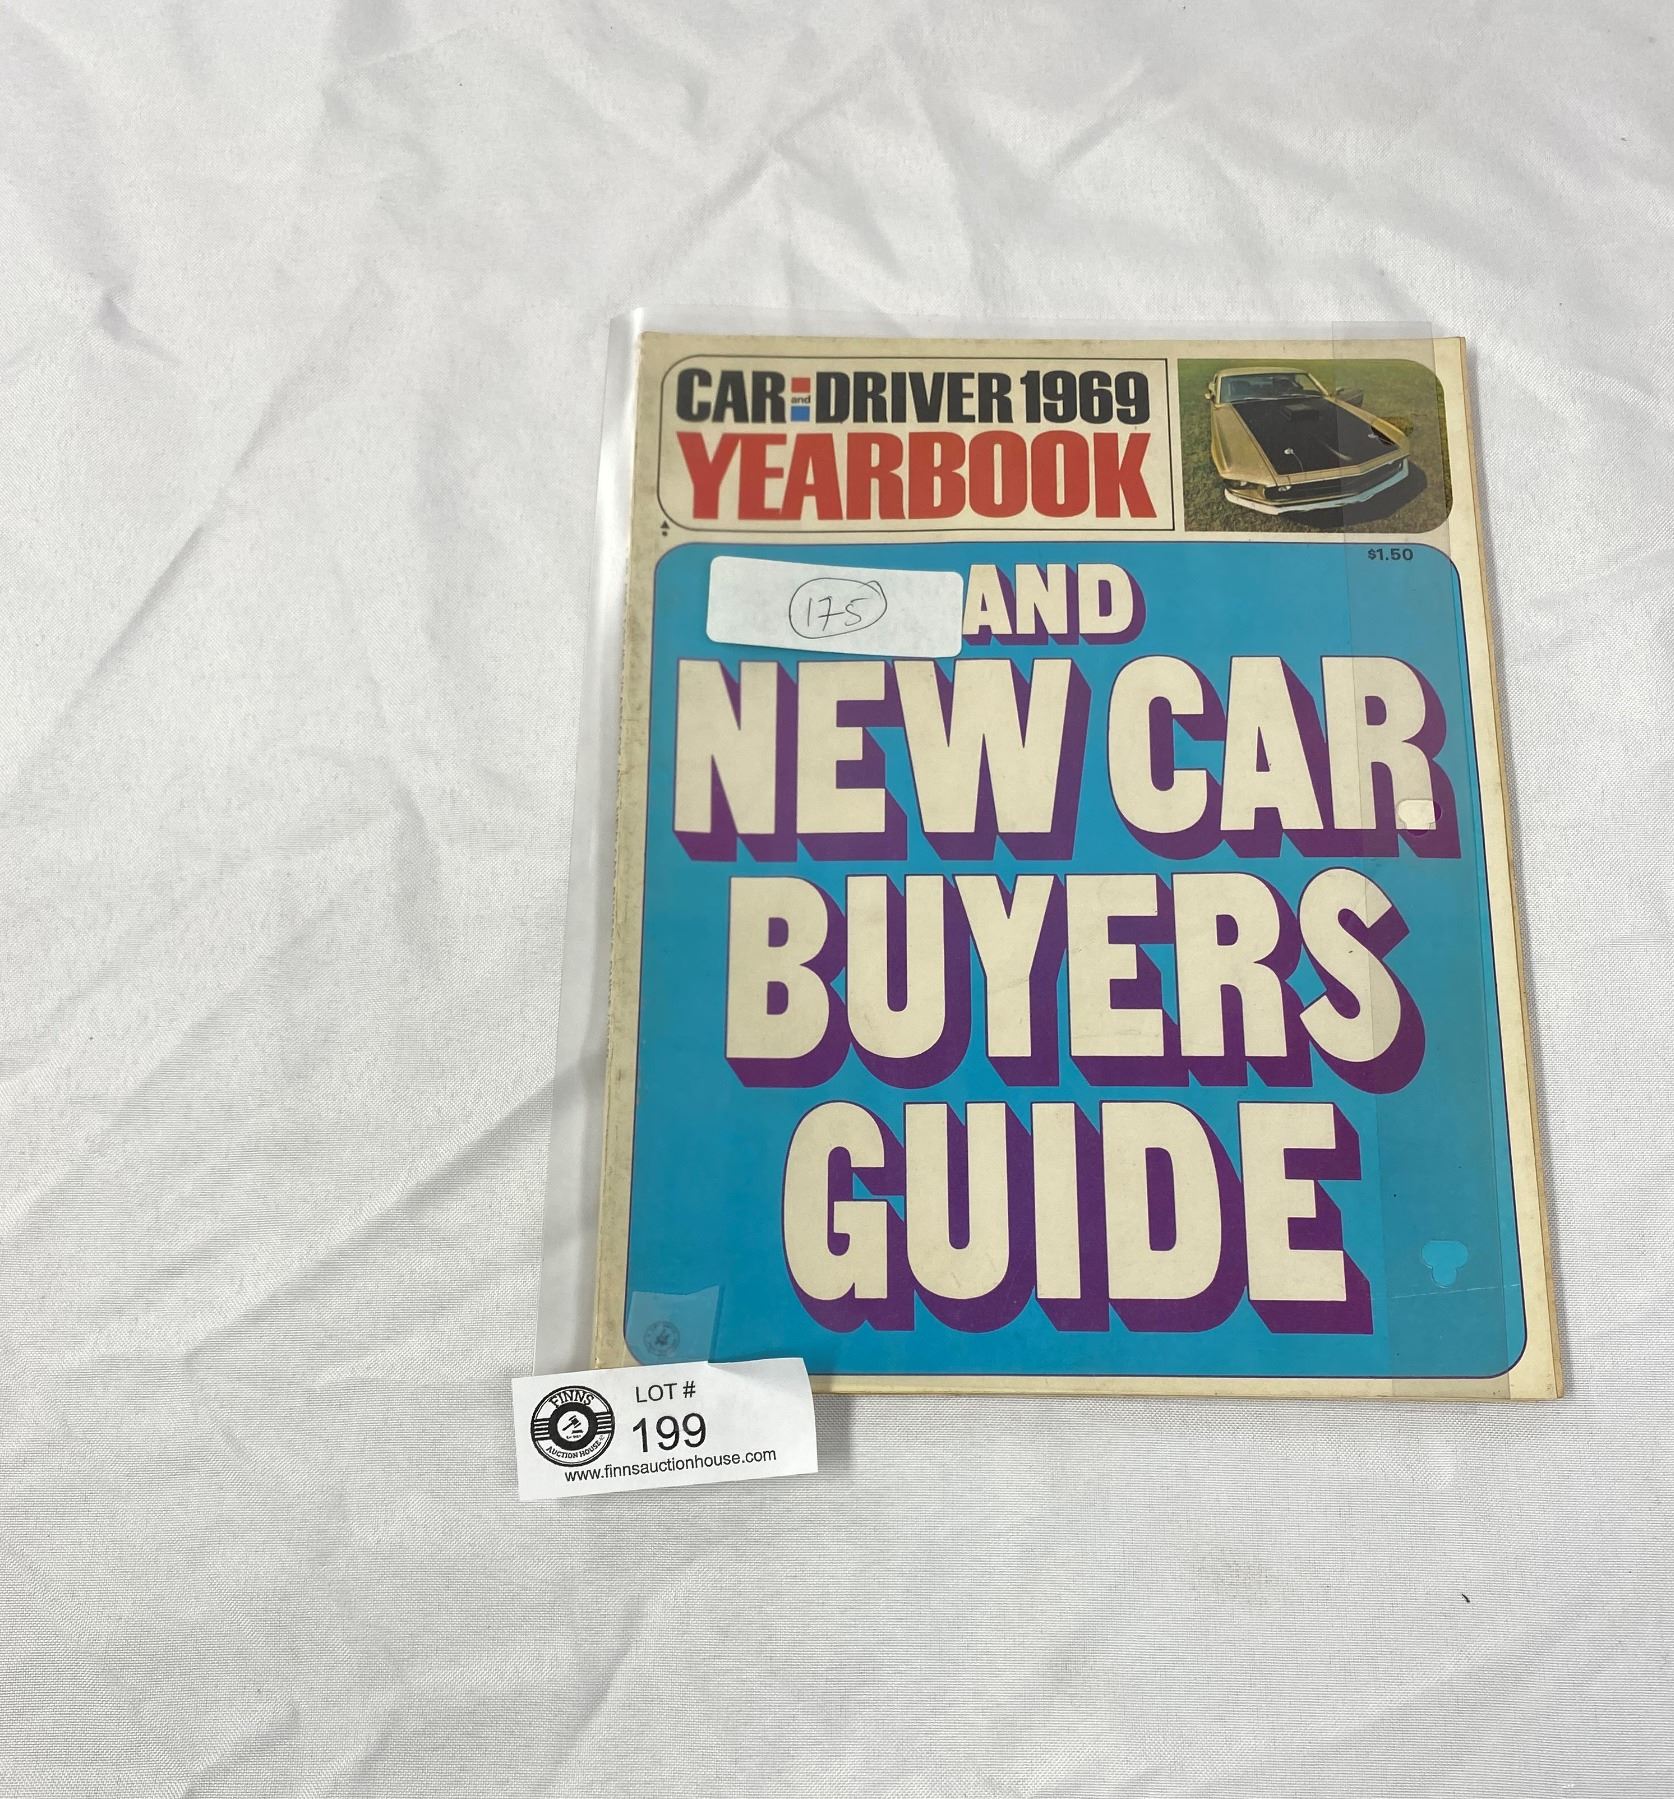 CAR and DRIVER 1969
YEARBOOK
$1.50
175
AND
NEW CAR
BUYERS
GUIDE
FINNS
AUCTION HOUSE
LOT #
199
www.finnsauctionhouse.com